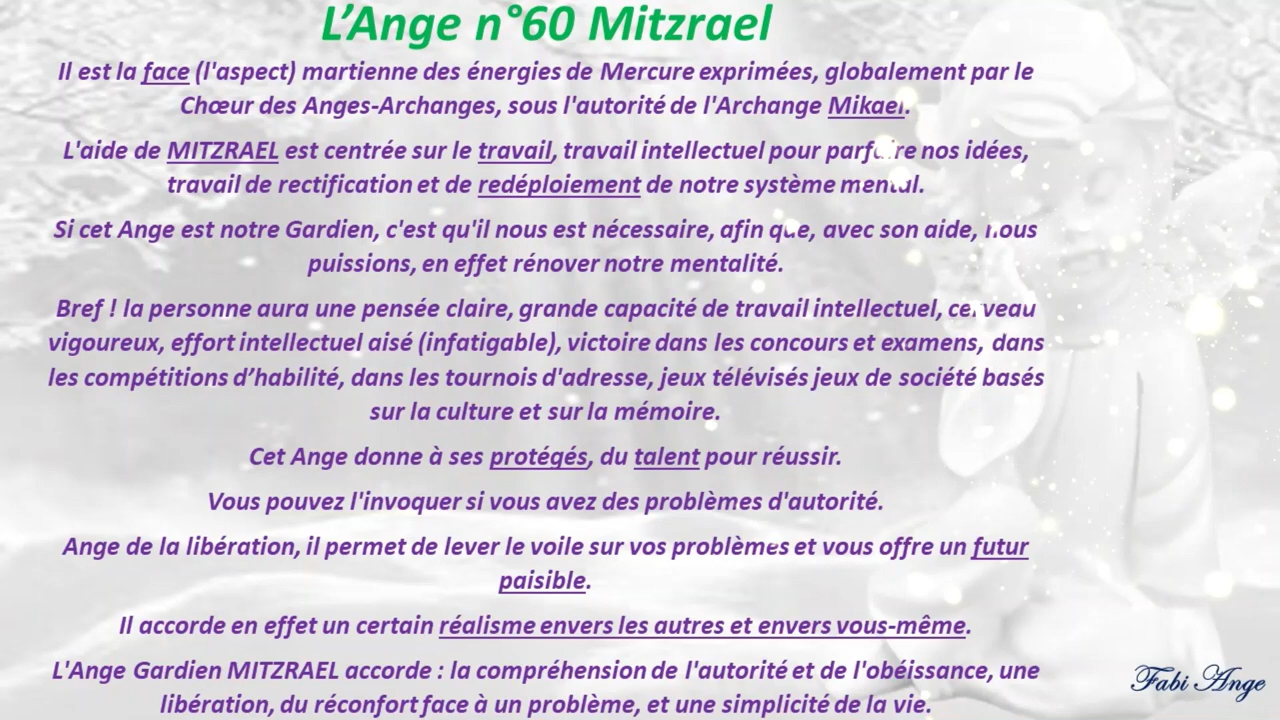 L’Ange n°60 Mitzrael
Il est la face (l'aspect) martienne des énergies de Mercure exprimées, globalement par le
Chœur des Anges-Archanges, sous l'autorité de l'Archange Mikael.
L'aide de MITZRAEL est centrée sur le travail, travail intellectuel pour parfaire nos idées,
travail de rectification et de redéploiement de notre système mental.
Si cet Ange est notre Gardien, c'est qu'il nous est nécessaire, afin que, avec son aide, nous
puissions, en effet rénover notre mentalité.
Bref ! la personne aura une pensée claire, grande capacité de travail intellectuel, cerveau
vigoureux, effort intellectuel aisé (infatigable), victoire dans les concours et examens, dans
les compétitions d’habilité, dans les tournois d'adresse, jeux télévisés jeux de société basés
sur la culture et sur la mémoire.
Cet Ange donne à ses protégés, du talent pour réussir.
Vous pouvez l'invoquer si vous avez des problèmes d'autorité.
Ange de la libération, il permet de lever le voile sur vos problèmes et vous offre un futur
paisible.
Il accorde en effet un certain réalisme envers les autres et envers vous-même.
L'Ange Gardien MITZRAEL accorde : la compréhension de l'autorité et de l'obéissance, une
libération, du réconfort face à un problème, et une simplicité de la vie.
Fabi Ange